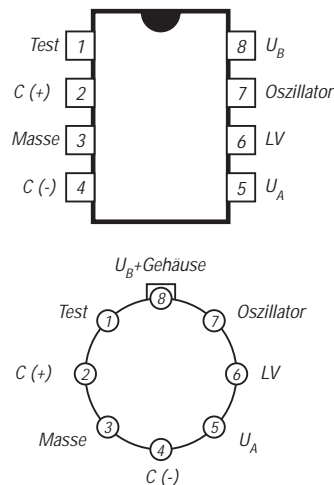 Test 1 8 U_B
C (+) 2 7 Oszillator
Masse 3 6 LV
C (-) 4 5 U_A
U_B+Gehäuse
8
Test 1 7 Oszillator
C (+) 2 6 LV
Masse 3 5 U_A
4
C (-)